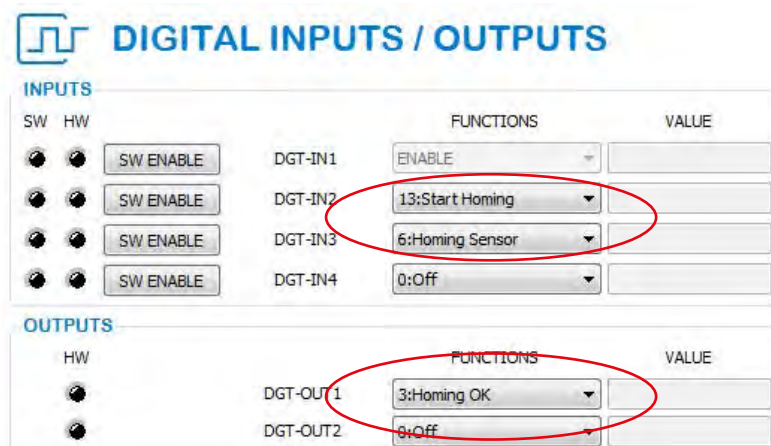 DIGITAL INPUTS / OUTPUTS
INPUTS
SW HW FUNCTIONS VALUE
SW ENABLE DGT-IN1 ENABLE
SW ENABLE DGT-IN2 13:Start Homing
SW ENABLE DGT-IN3 6:Homing Sensor
SW ENABLE DGT-IN4 0:Off
OUTPUTS
HW FUNCTIONS VALUE
DGT-OUT1 3:Homing OK
DGT-OUT2 0:Off